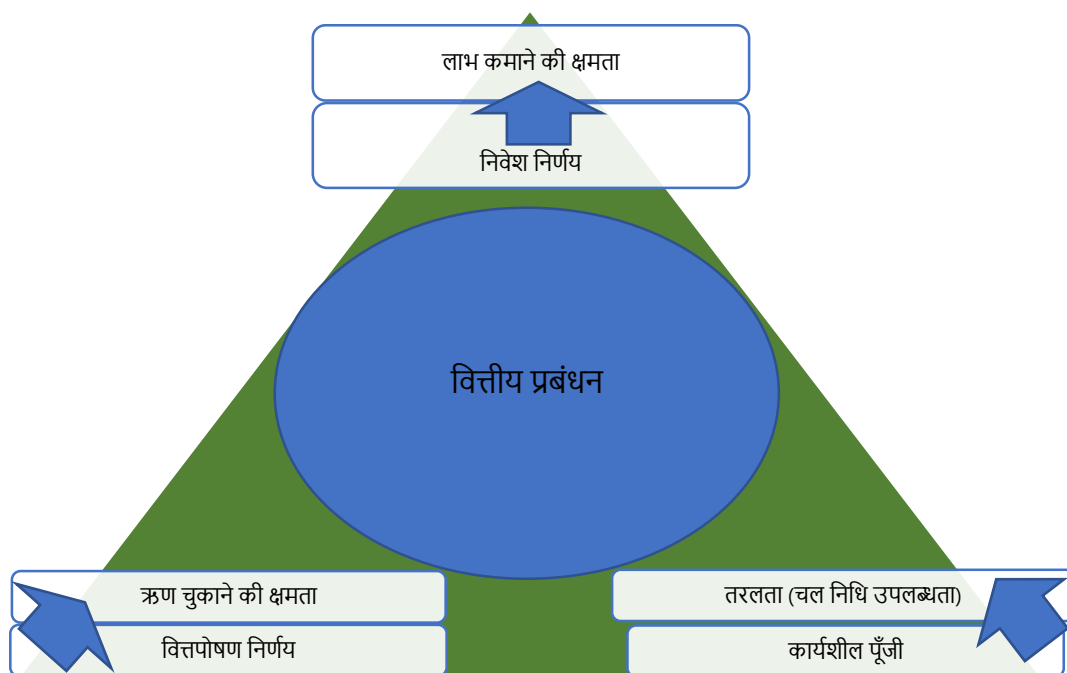 लाभ कमाने की क्षमता
निवेश निर्णय
वित्तीय प्रबंधन
ऋण चुकाने की क्षमता
तरलता (चल निधि उपलब्धता)
वित्तपोषण निर्णय
कार्यशील पूँजी